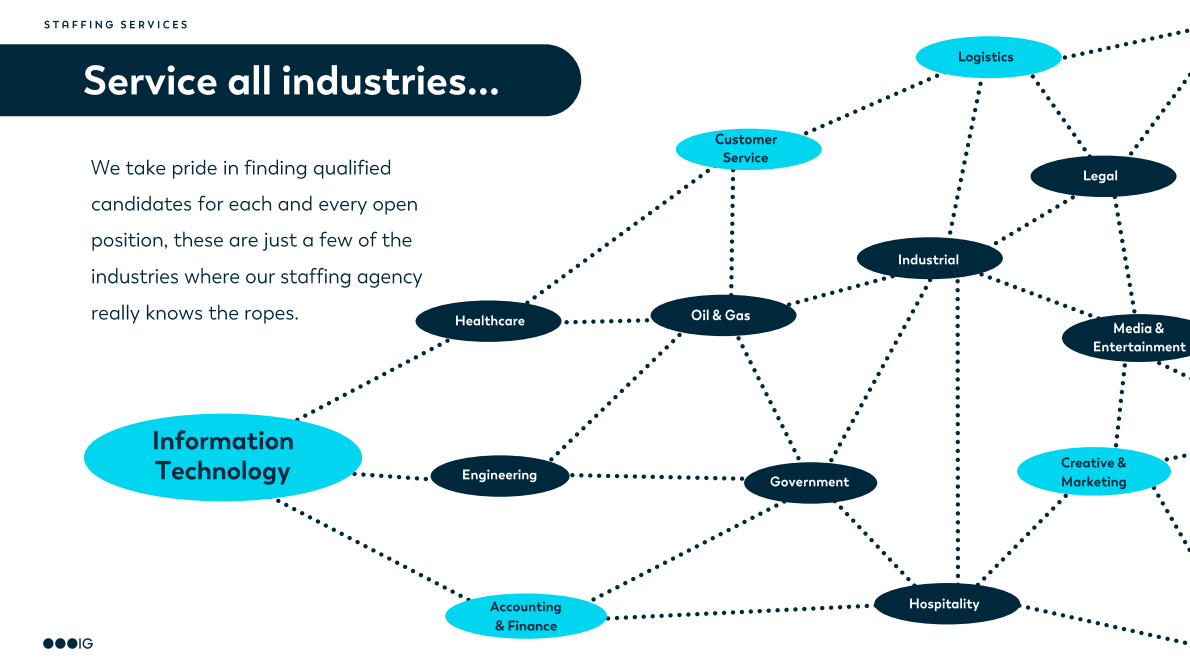 STAFFING SERVICES
Service all industries...
We take pride in finding qualified
candidates for each and every open
position, these are just a few of the
industries where our staffing agency
really knows the ropes.
Logistics
Customer
Service
Legal
Industrial
Healthcare
Oil & Gas
Media &
Entertainment
Information
Technology
Engineering
Government
Creative &
Marketing
Accounting
& Finance
Hospitality
IG